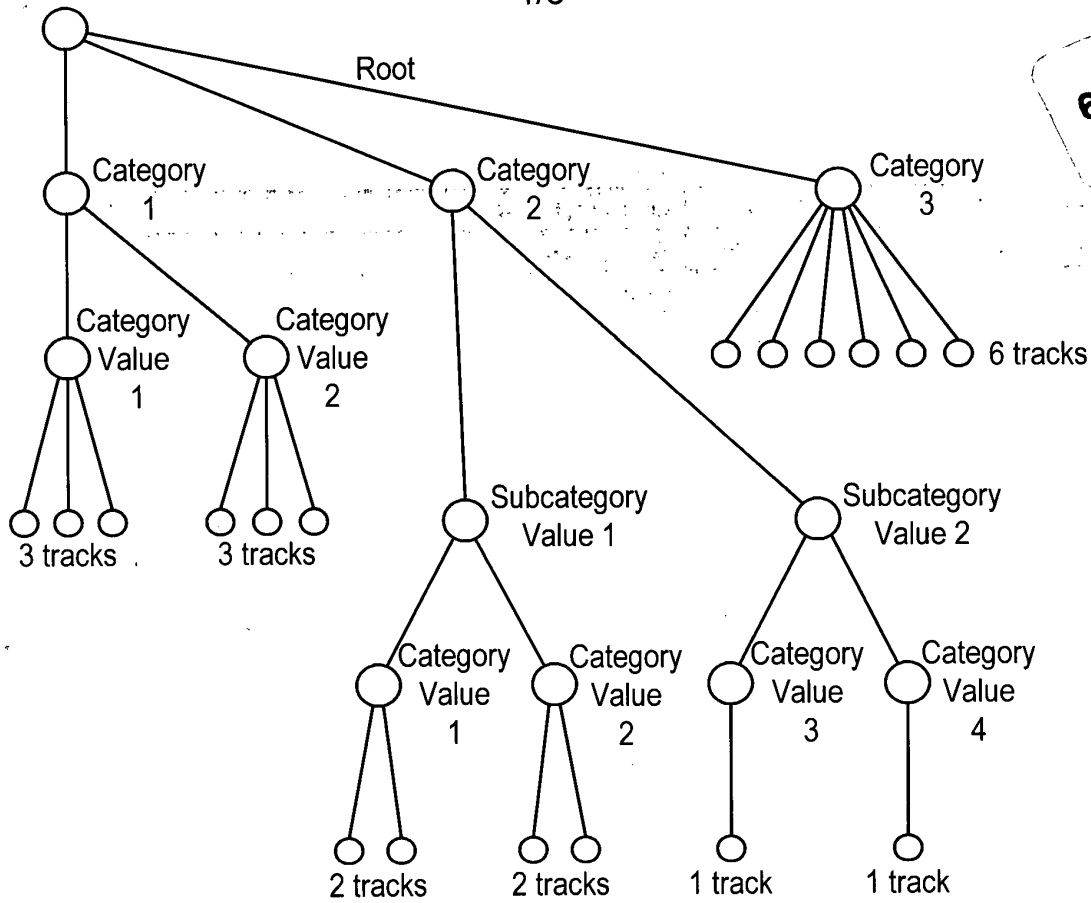 Root
Category
1
Category
2
Category
3
Category
Value
1
Category
Value
2
6 tracks
3 tracks
3 tracks
Subcategory
Value 1
Subcategory
Value 2
Category
Value
1
Category
Value
2
Category
Value
3
Category
Value
4
2 tracks
2 tracks
1 track
1 track